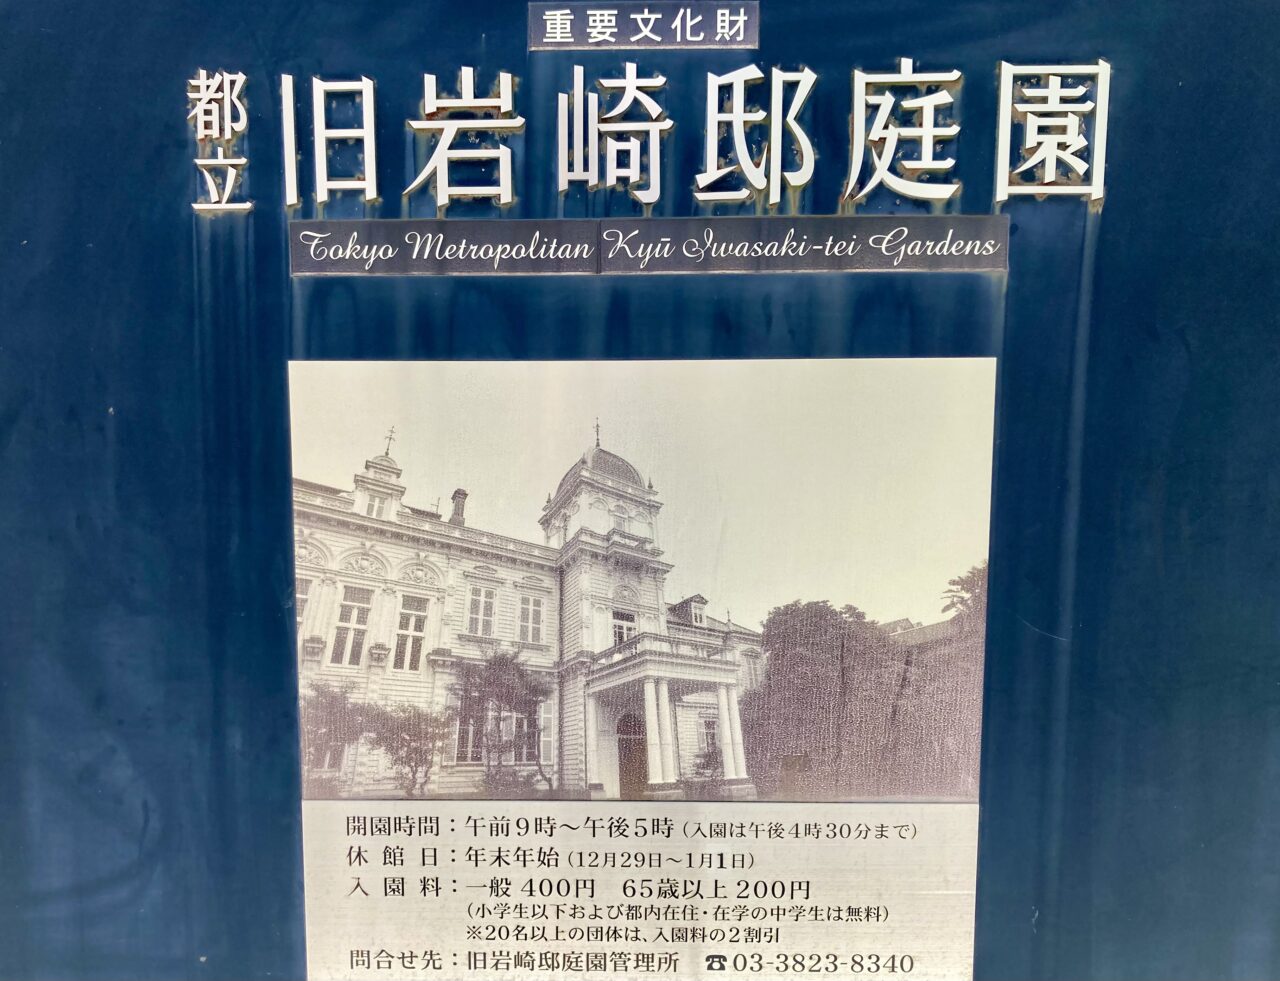 重要文化財
都立 旧岩崎邸庭園
Tokyo Metropolitan Kyū Iwasaki-tei Gardens
開園時間：午前9時～午後5時（入園は午後4時30分まで）
休館日：年末年始（12月29日～1月1日）
入園料：一般 400円 65歳以上 200円
（小学生以下および都内在住・在学の中学生は無料）
※20名以上の団体は、入園料の2割引
問合せ先：旧岩崎邸庭園管理所 ☎03-3823-8340